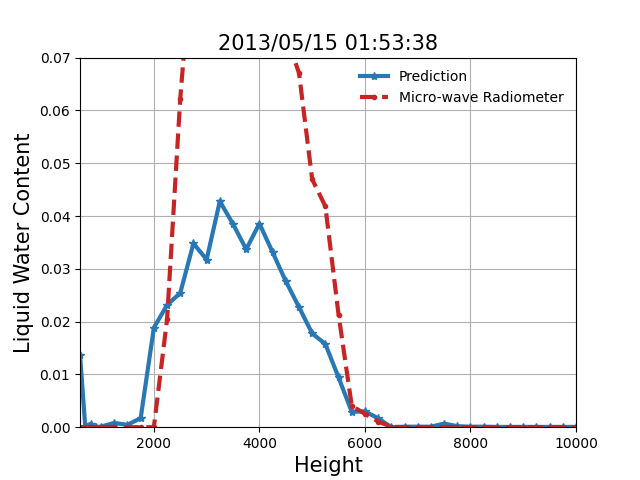 2013/05/15 01:53:38
Prediction
Micro-wave Radiometer
Liquid Water Content
0.07
0.06
0.05
0.04
0.03
0.02
0.01
0.00
2000 4000 6000 8000 10000
Height